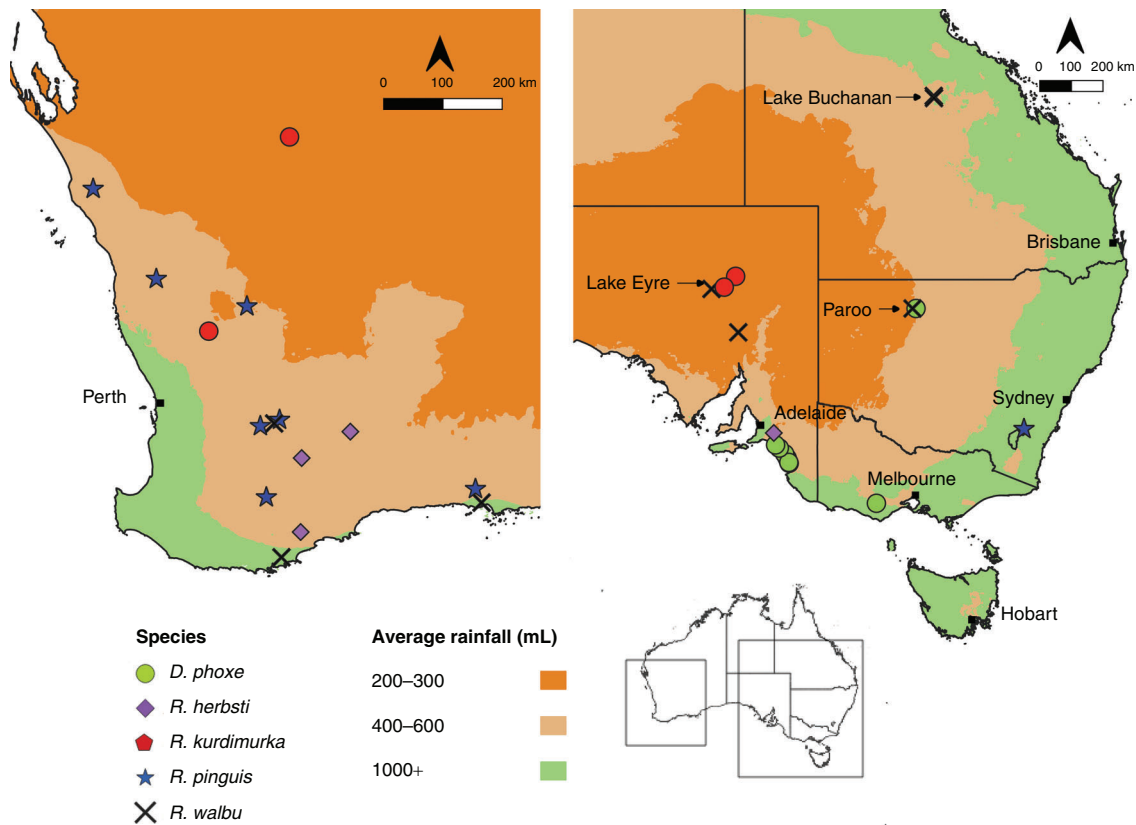 0 100 200 km
Perth
0 100 200 km
Lake Buchanan
Brisbane
Lake Eyre
Paroo
Adelaide
Sydney
Melbourne
Hobart
Species
D. phoxe
R. herbsti
R. kurdimurka
R. pinguis
R. walbu
Average rainfall (mL)
200–300
400–600
1000+